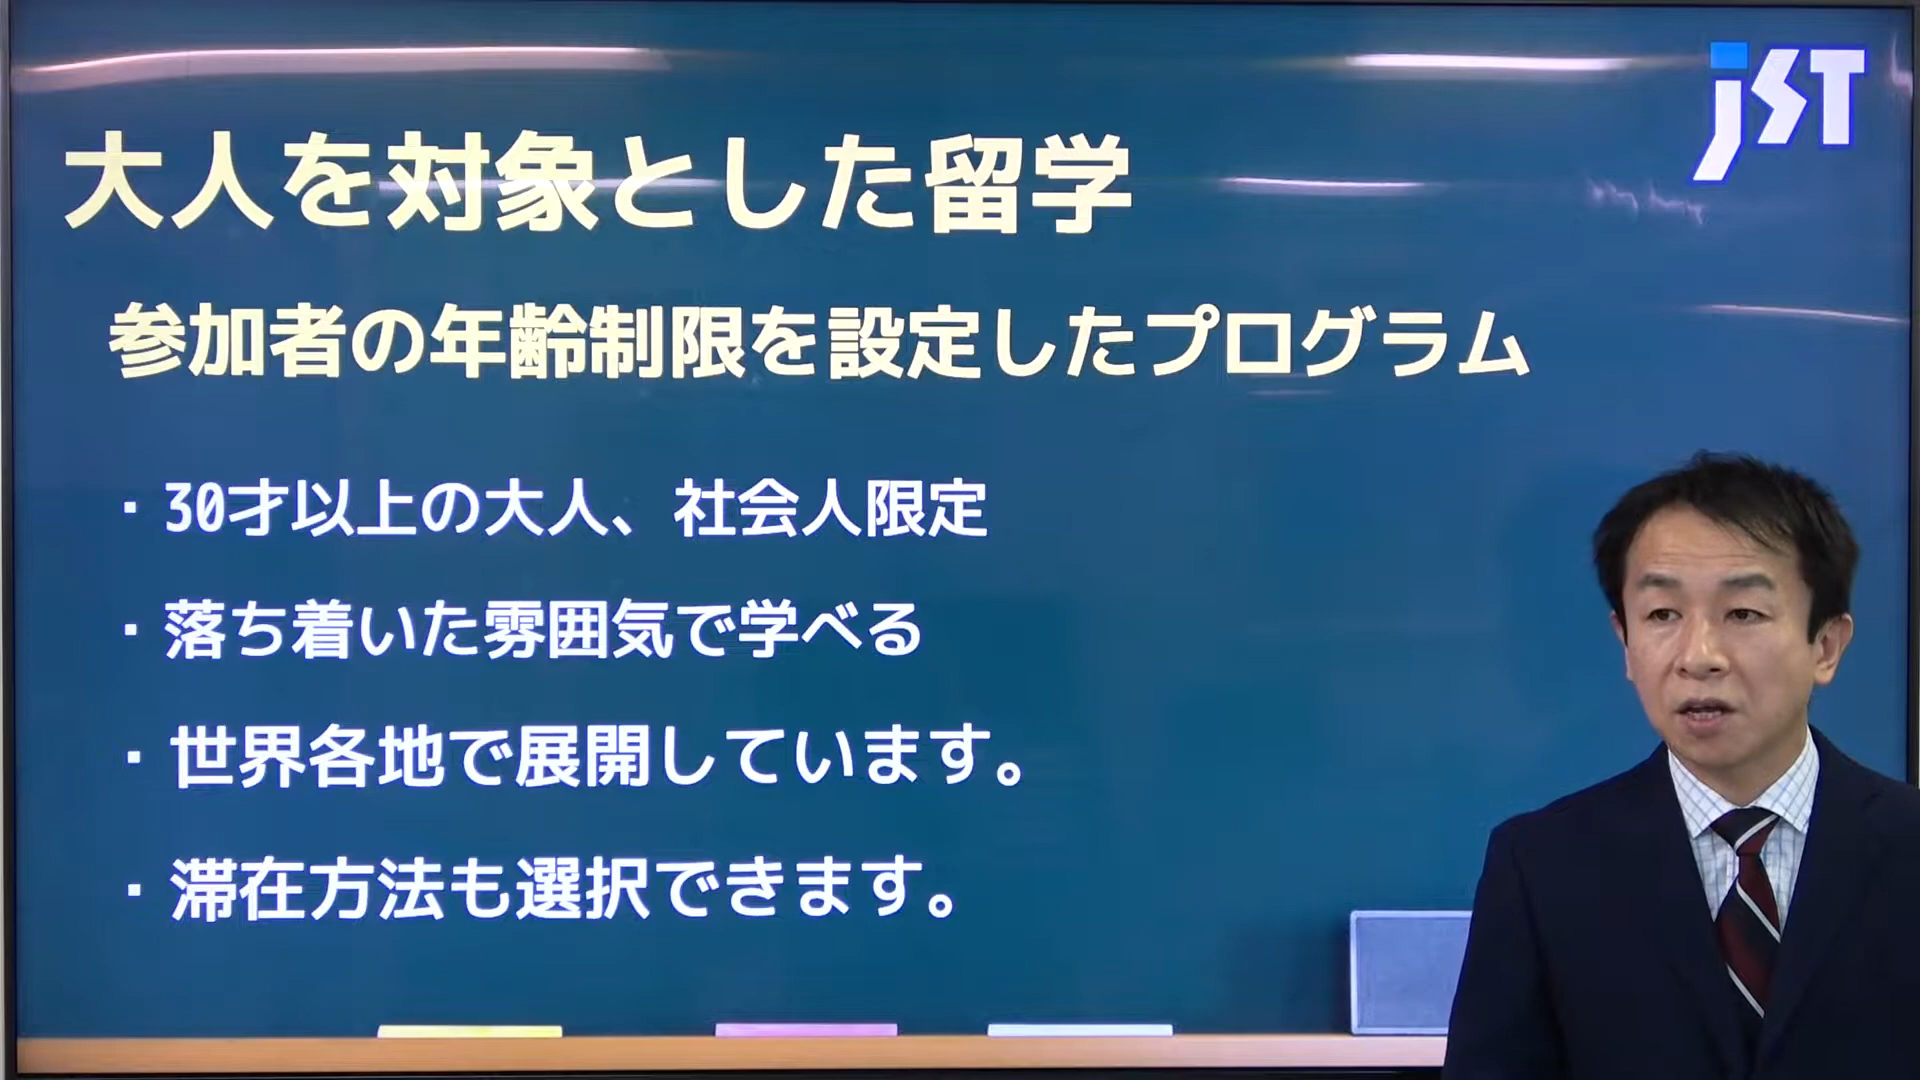 jST
大人を対象とした留学
参加者の年齢制限を設定したプログラム
・30才以上の大人、社会人限定
・落ち着いた雰囲気で学べる
・世界各地で展開しています。
・滞在方法も選択できます。